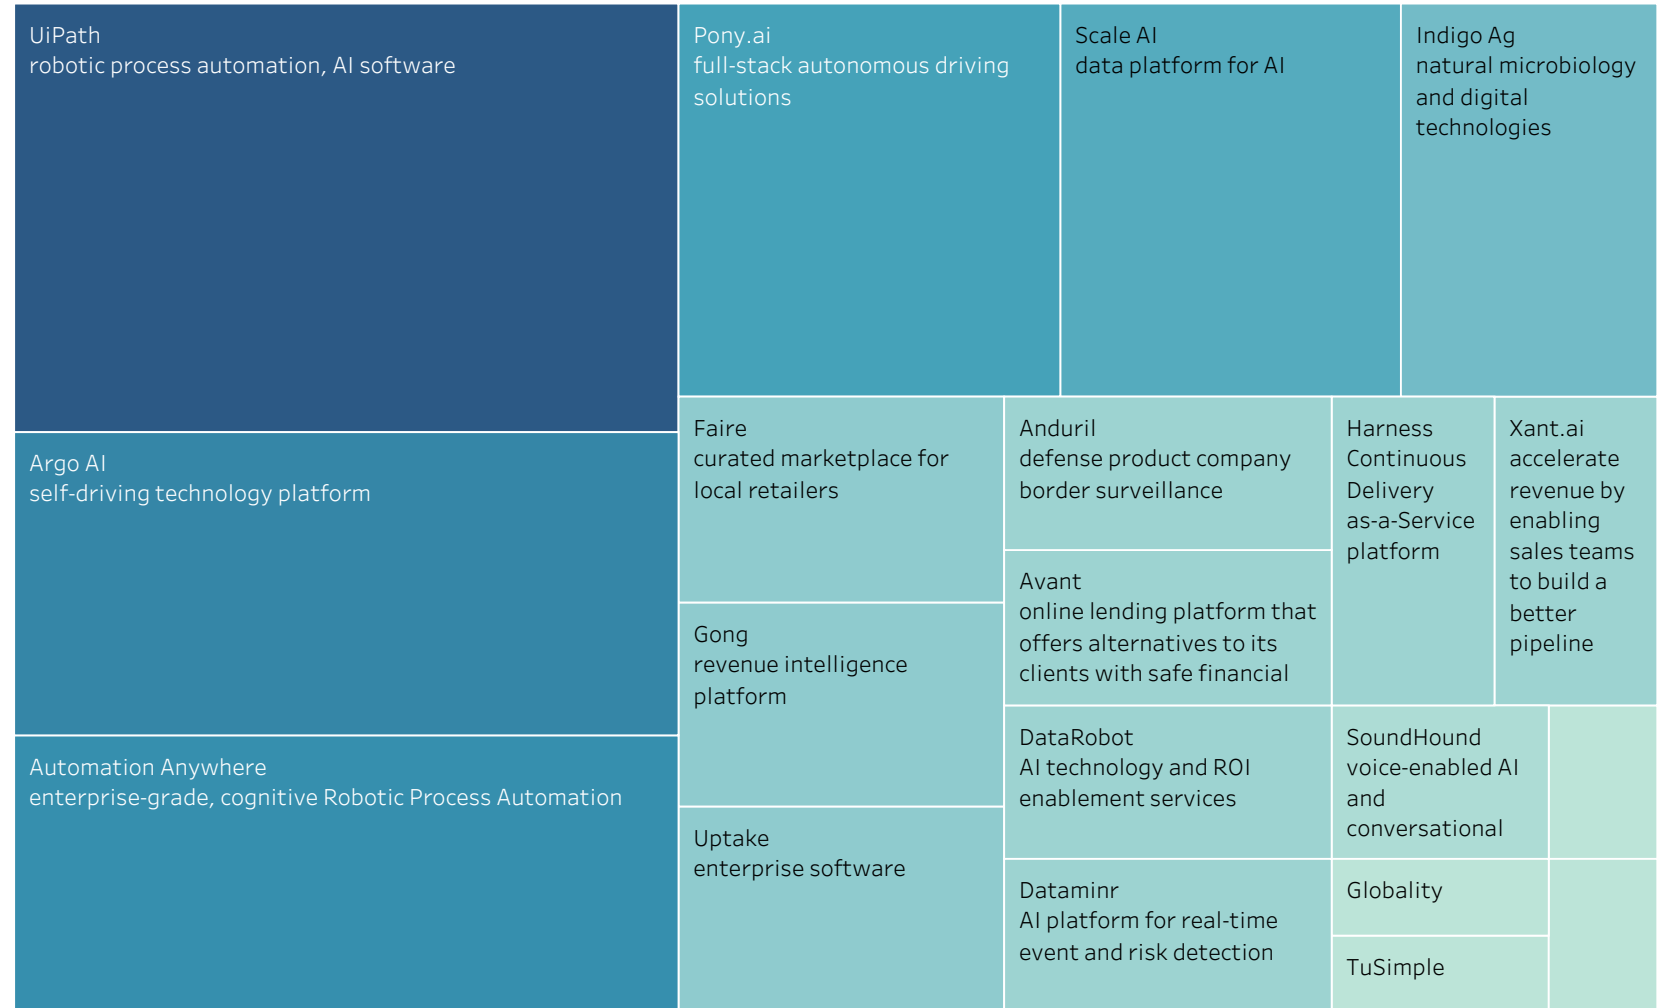 UiPath
robotic process automation, AI software
Argo AI
self-driving technology platform
Automation Anywhere
enterprise-grade, cognitive Robotic Process Automation
Pony.ai
full-stack autonomous driving
solutions
Scale AI
data platform for AI
Indigo Ag
natural microbiology
and digital
technologies
Faire
curated marketplace for
local retailers
Gong
revenue intelligence
platform
Uptake
enterprise software
Anduril
defense product company
border surveillance
Avant
online lending platform that
offers alternatives to its
clients with safe financial
DataRobot
AI technology and ROI
enablement services
Dataminr
AI platform for real-time
event and risk detection
Harness
Continuous
Delivery
as-a-Service
platform
Xant.ai
accelerate
revenue by
enabling
sales teams
to build a
better
pipeline
SoundHound
voice-enabled AI
and
conversational
Globality
TuSimple